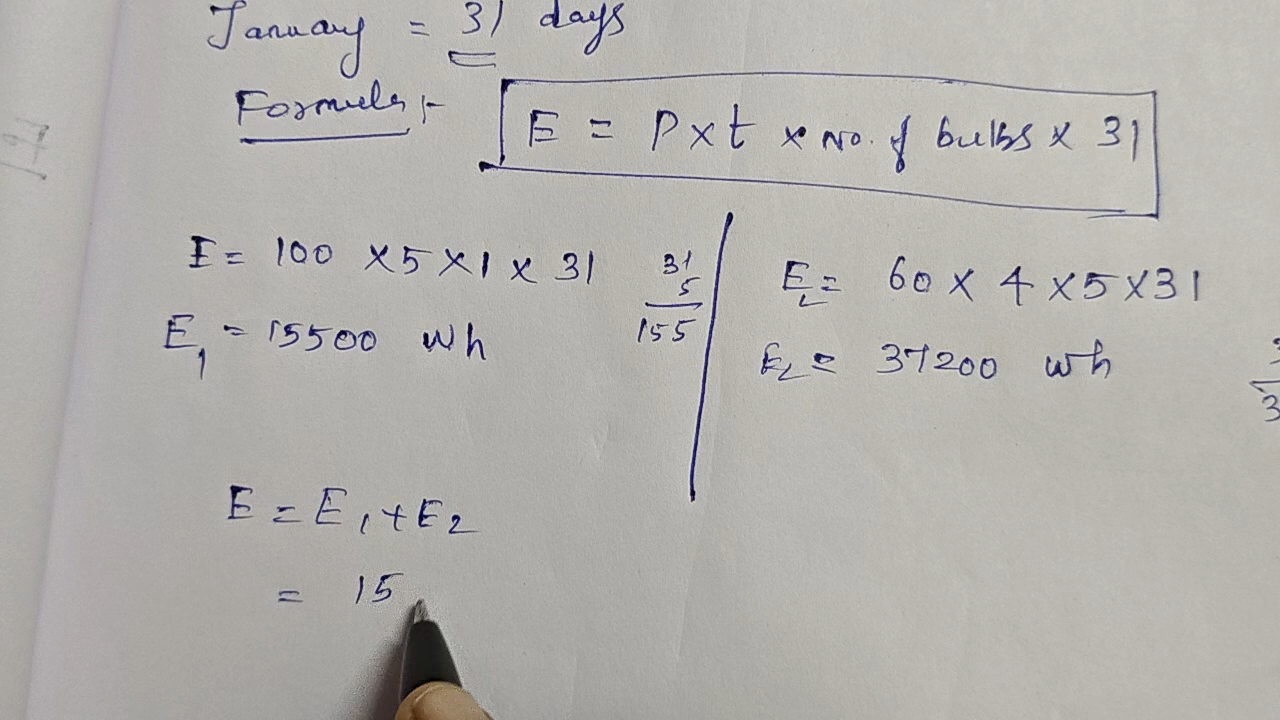 January = 31 days
Formula :-
E = P x t x No. of bulbs x 31
E = 100 x 5 x 1 x 31
E1 = 15500 wh
31
5
155
E2 = 60 x 4 x 5 x 31
E2 = 37200 wh
3
E = E1 + E2
= 15